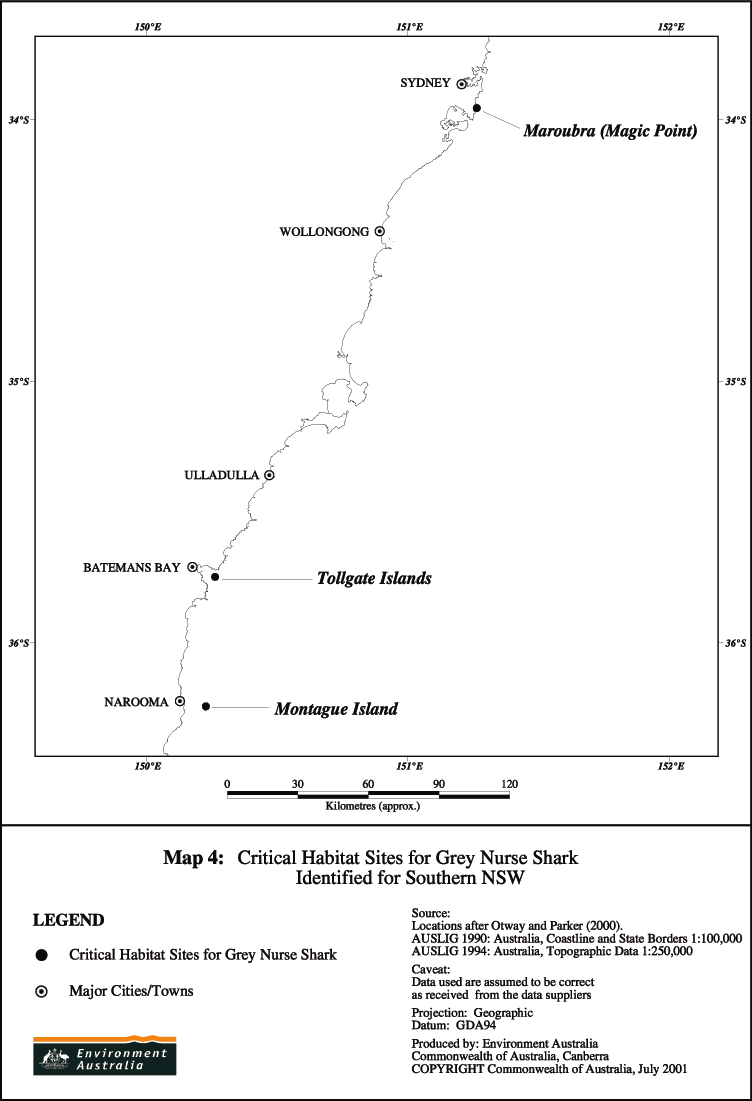 150°E 151°E 152°E
SYDNEY
34°S 34°S
Maroubra (Magic Point)
WOLLONGONG
35°S 35°S
ULLADULLA
BATEMANS BAY
Tollgate Islands
36°S 36°S
NAROOMA
Montague Island
150°E 151°E 152°E
0 30 60 90 120
Kilometres (approx.)
Map 4: Critical Habitat Sites for Grey Nurse Shark
Identified for Southern NSW
LEGEND
Critical Habitat Sites for Grey Nurse Shark
Major Cities/Towns
Environment
Australia
Source:
Locations after Otway and Parker (2000).
AUSLIG 1990: Australia, Coastline and State Borders 1:100,000
AUSLIG 1994: Australia, Topographic Data 1:250,000
Caveat:
Data used are assumed to be correct
as received from the data suppliers
Projection: Geographic
Datum: GDA94
Produced by: Environment Australia
Commonwealth of Australia, Canberra
COPYRIGHT Commonwealth of Australia, July 2001